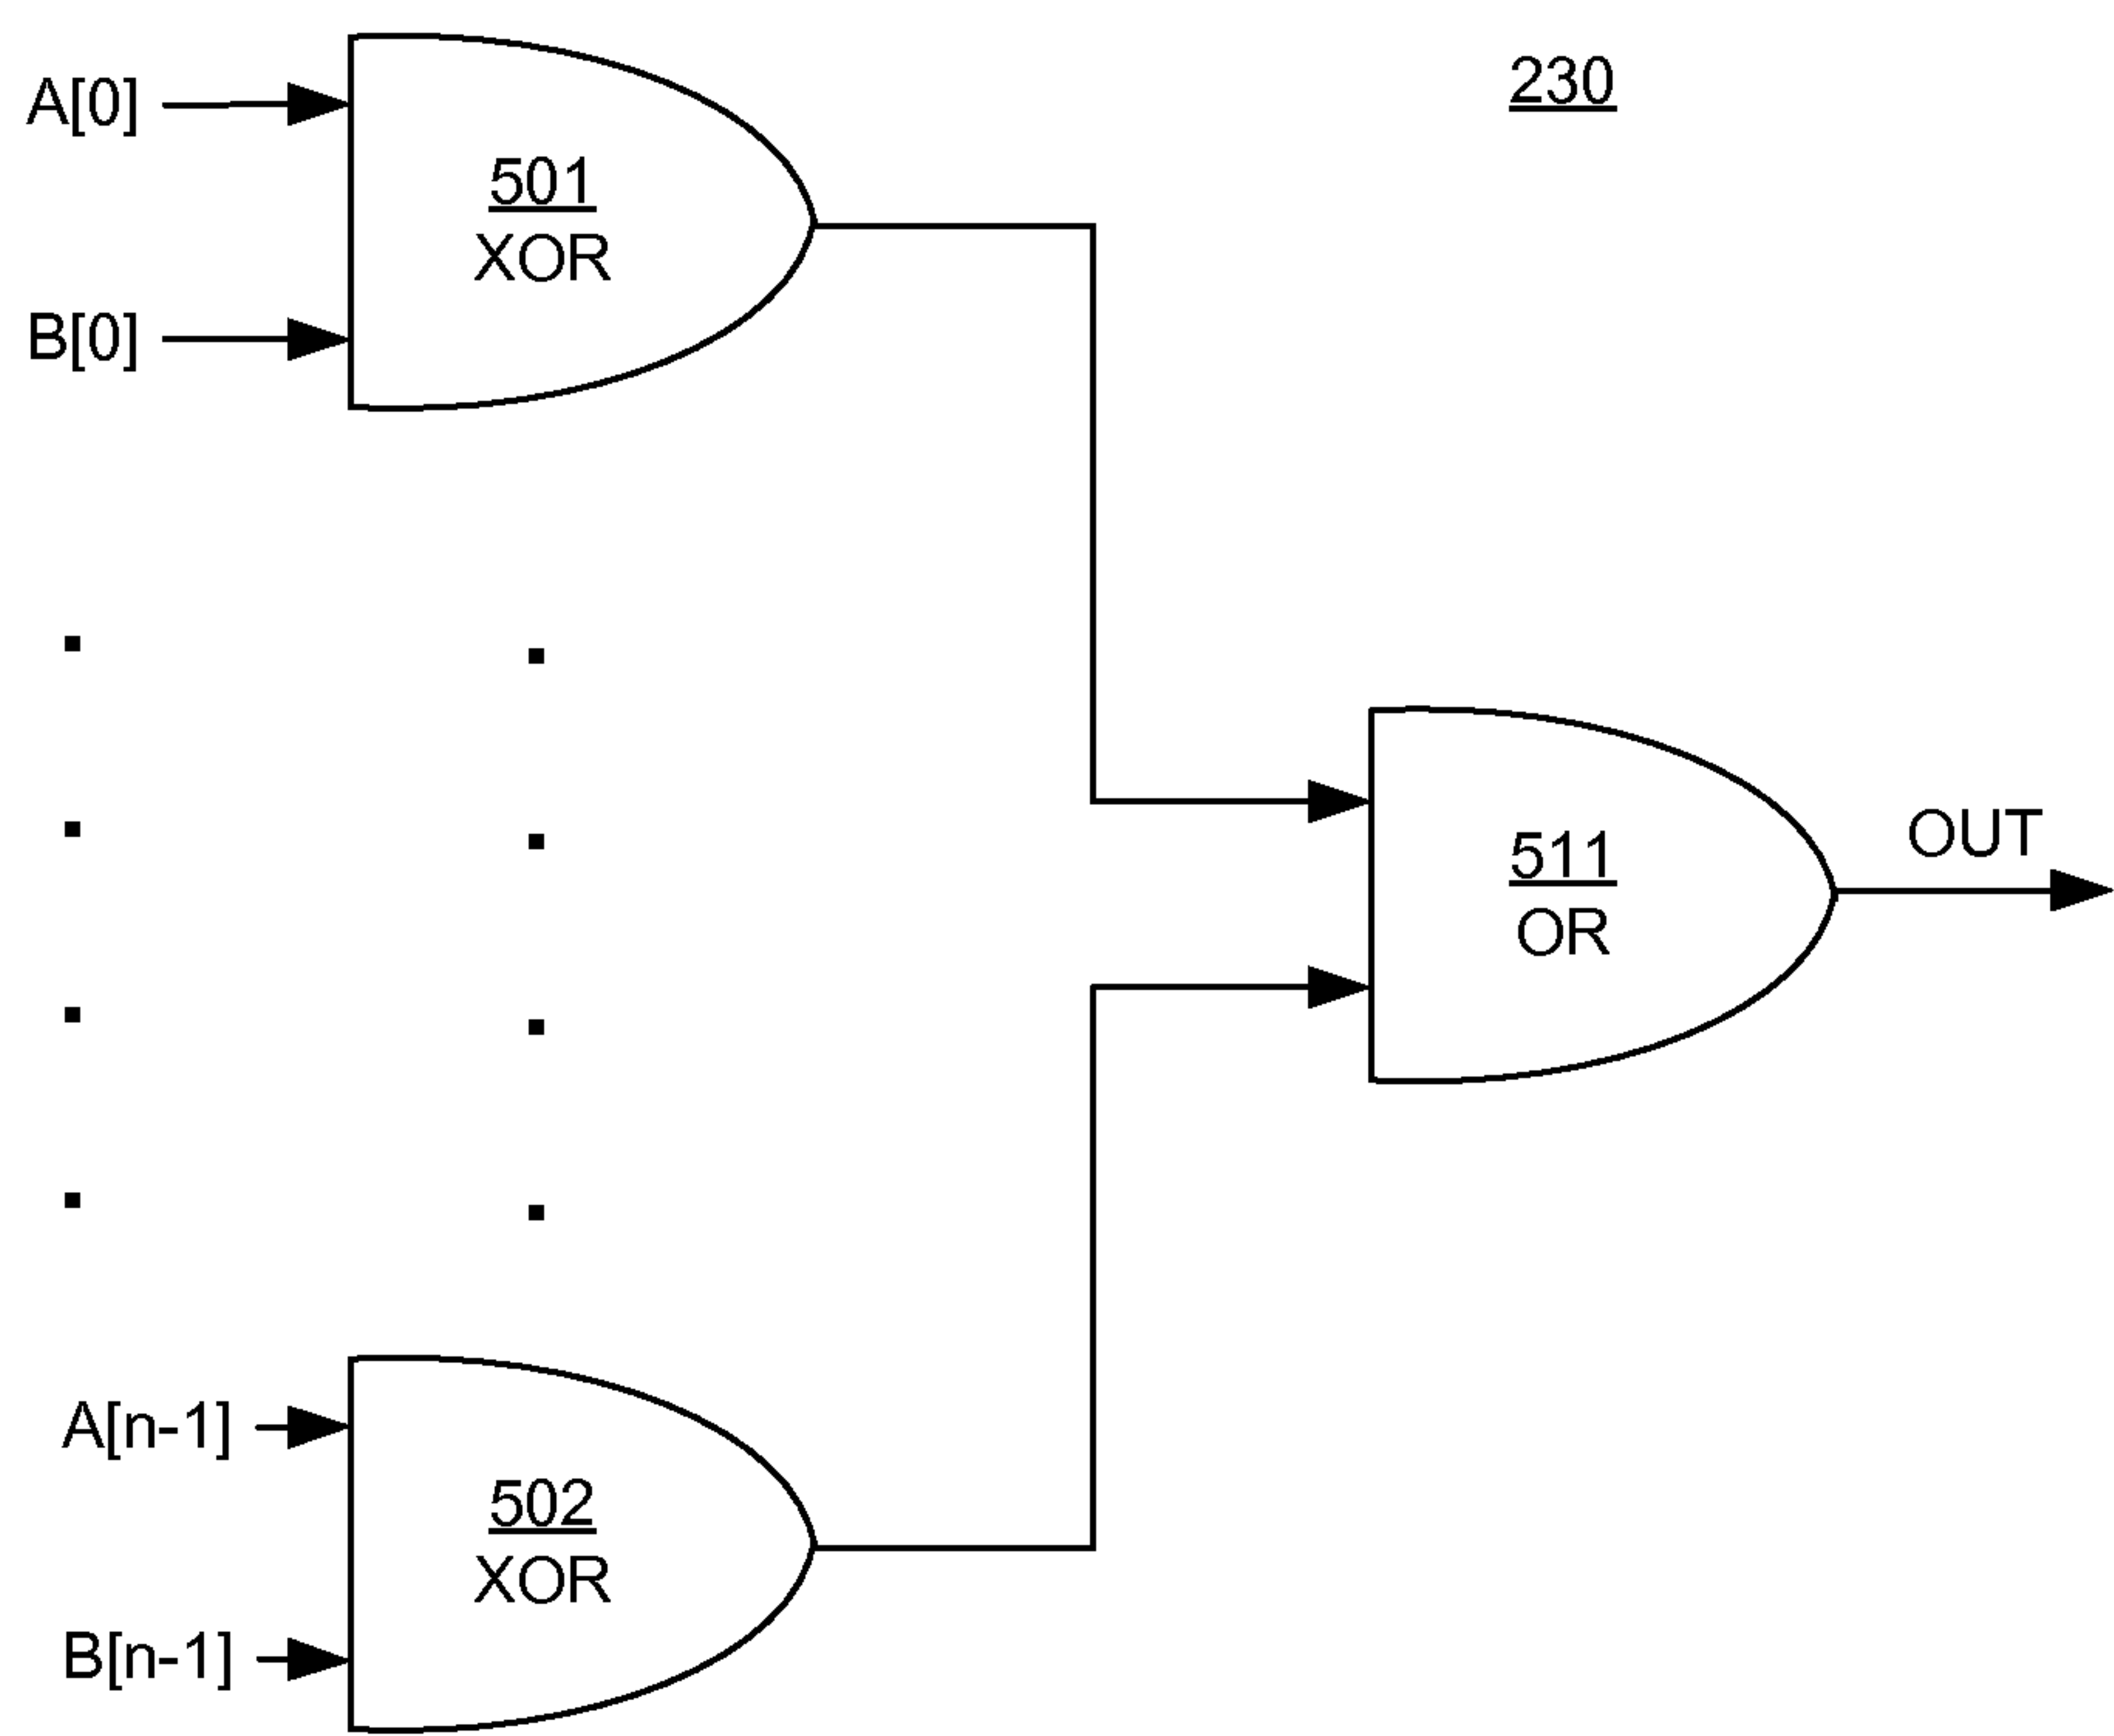 A[0]
230
501
XOR
B[0]
OUT
511
OR
A[n-1]
502
XOR
B[n-1]